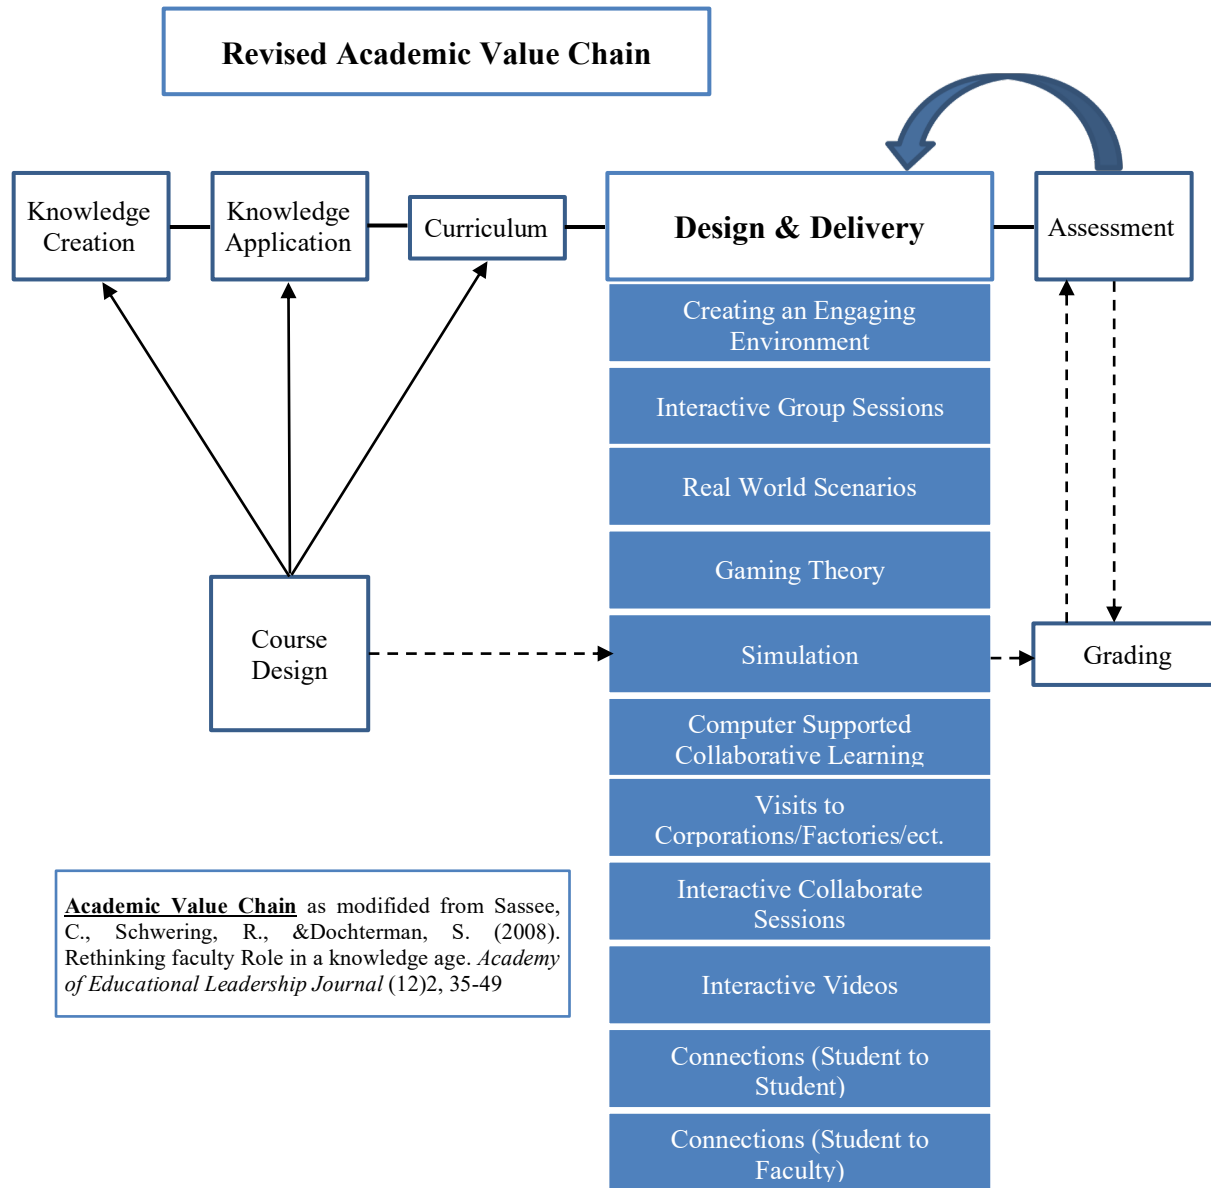 Revised Academic Value Chain
Knowledge
Creation
Knowledge
Application
Curriculum
Design & Delivery
Assessment
Creating an Engaging
Environment
Interactive Group Sessions
Real World Scenarios
Gaming Theory
Course
Design
Simulation
Grading
Computer Supported
Collaborative Learning
Visits to
Corporations/Factories/ect.
Interactive Collaborate
Sessions
Interactive Videos
Connections (Student to
Student)
Connections (Student to
Faculty)
Academic Value Chain as modifided from Sassee,
C., Schwering, R., &Dochterman, S. (2008).
Rethinking faculty Role in a knowledge age. Academy
of Educational Leadership Journal (12)2, 35-49